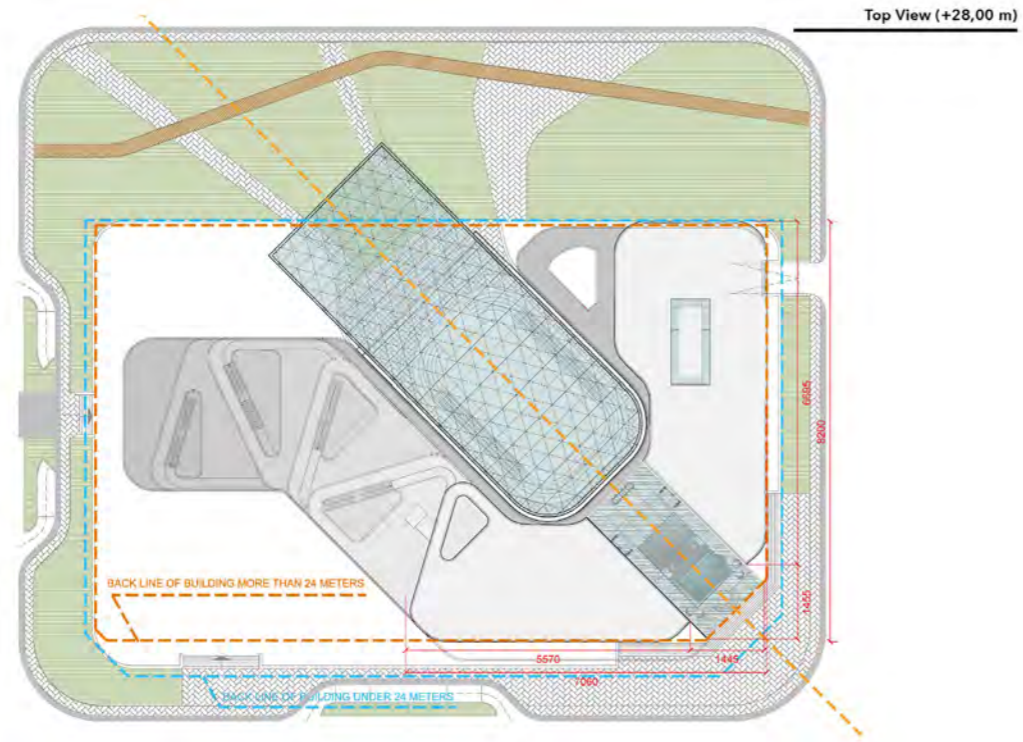 Top View (+28,00 m)
6685
8200
BACK LINE OF BUILDING MORE THAN 24 METERS
1455
5570
1445
7060
BACK LINE OF BUILDING UNDER 24 METERS